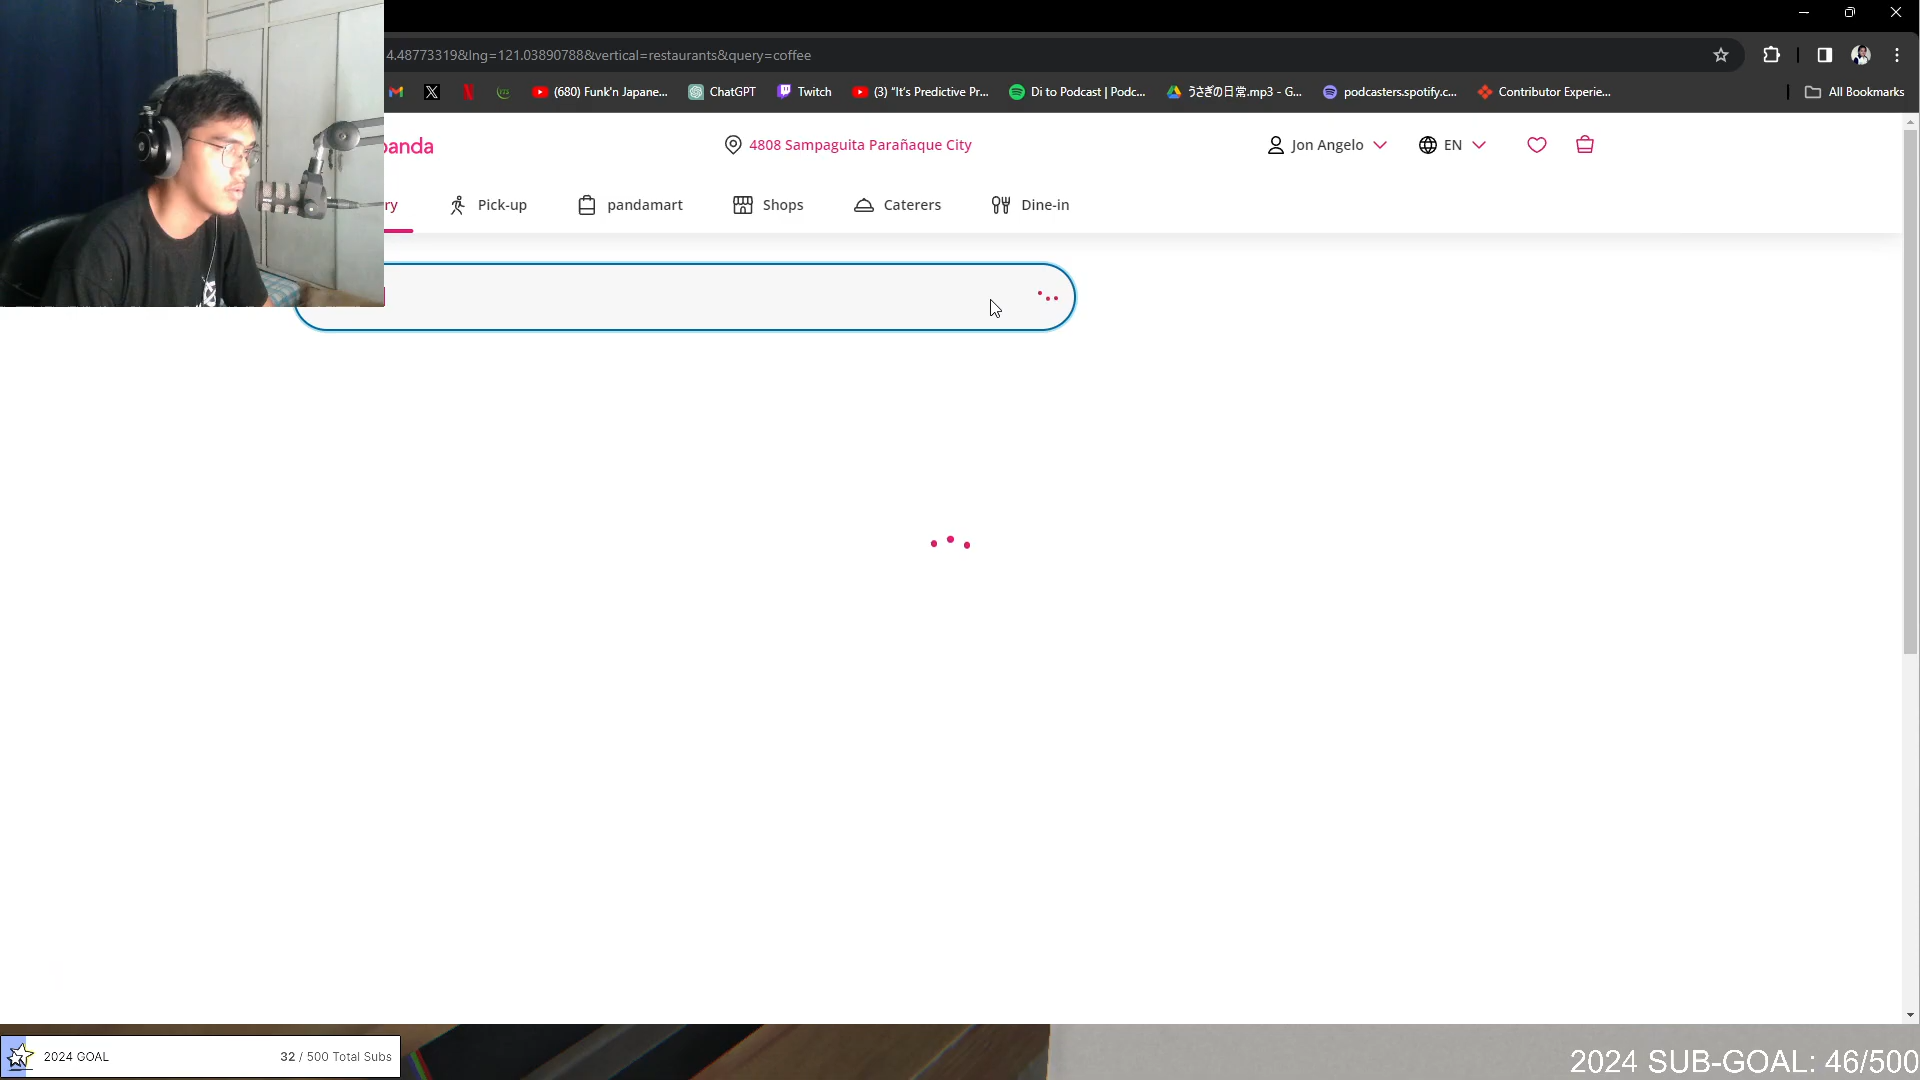 4.48773319&lng=121.03890788&vertical=restaurants&query=coffee
(680) Funk'n Japane...
ChatGPT
Twitch
(3) "It's Predictive Pr...
Di to Podcast | Podc...
うさぎの日常.mp3 - G...
podcasters.spotify.c...
Contributor Experie...
All Bookmarks
panda
4808 Sampaguita Parañaque City
Jon Angelo
EN
ry
Pick-up
pandamart
Shops
Caterers
Dine-in
2024 GOAL
32 / 500 Total Subs
2024 SUB-GOAL: 46/500